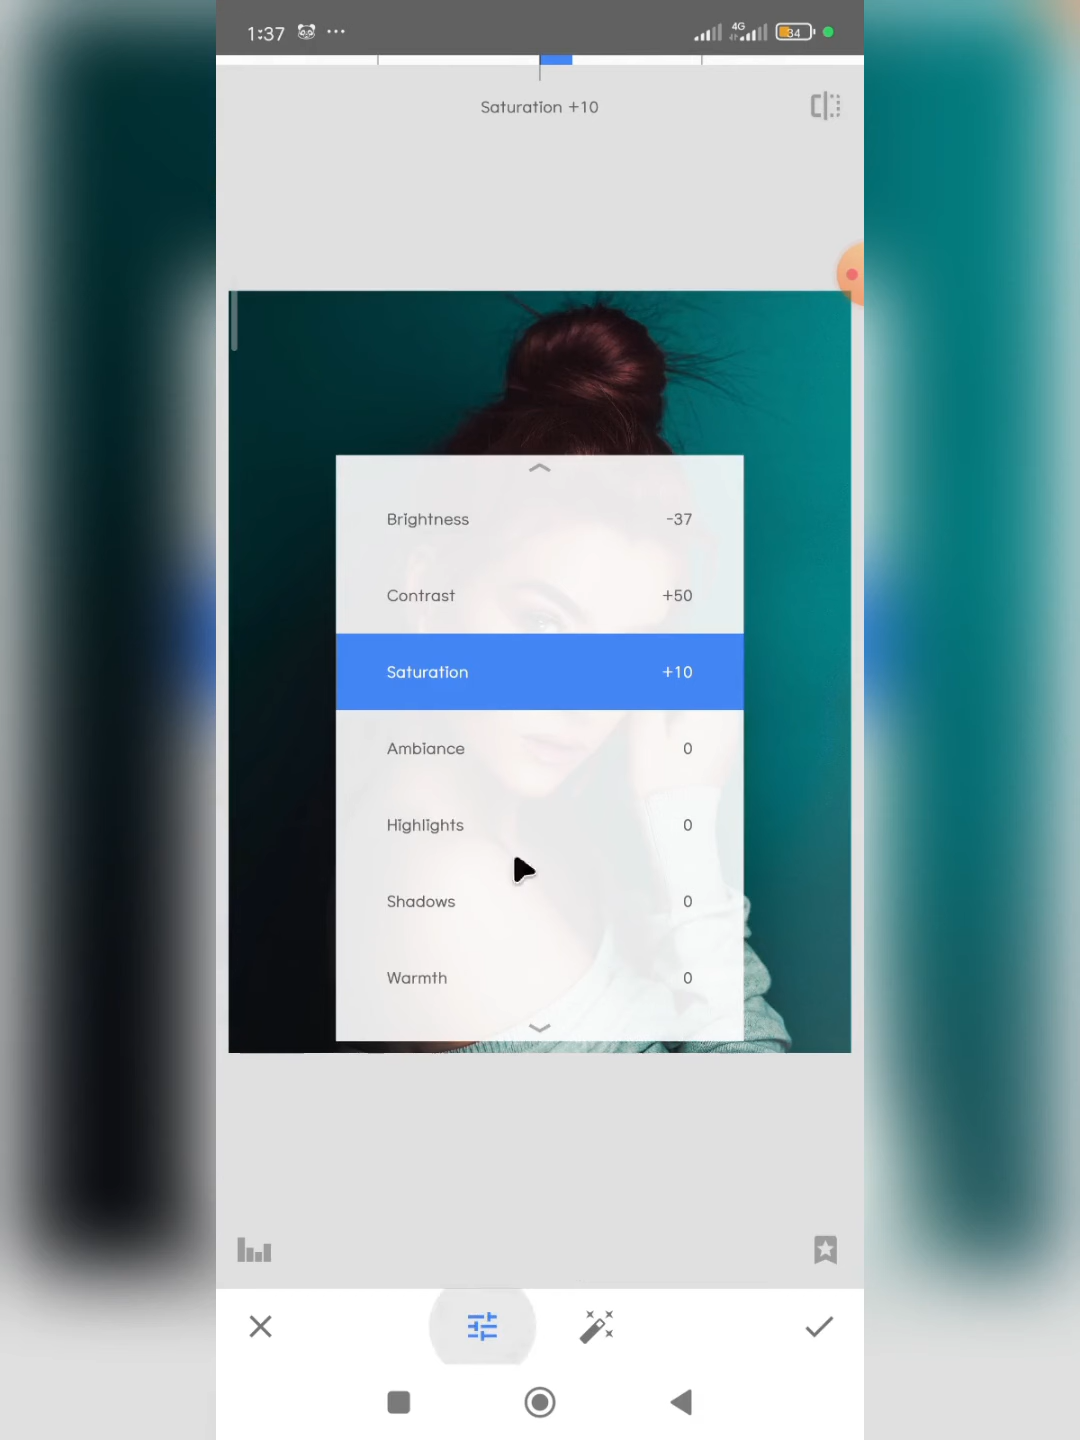 1:37 ... 4G 34
Saturation +10
Brightness -37
Contrast +50
Saturation +10
Ambiance 0
Highlights 0
Shadows 0
Warmth 0